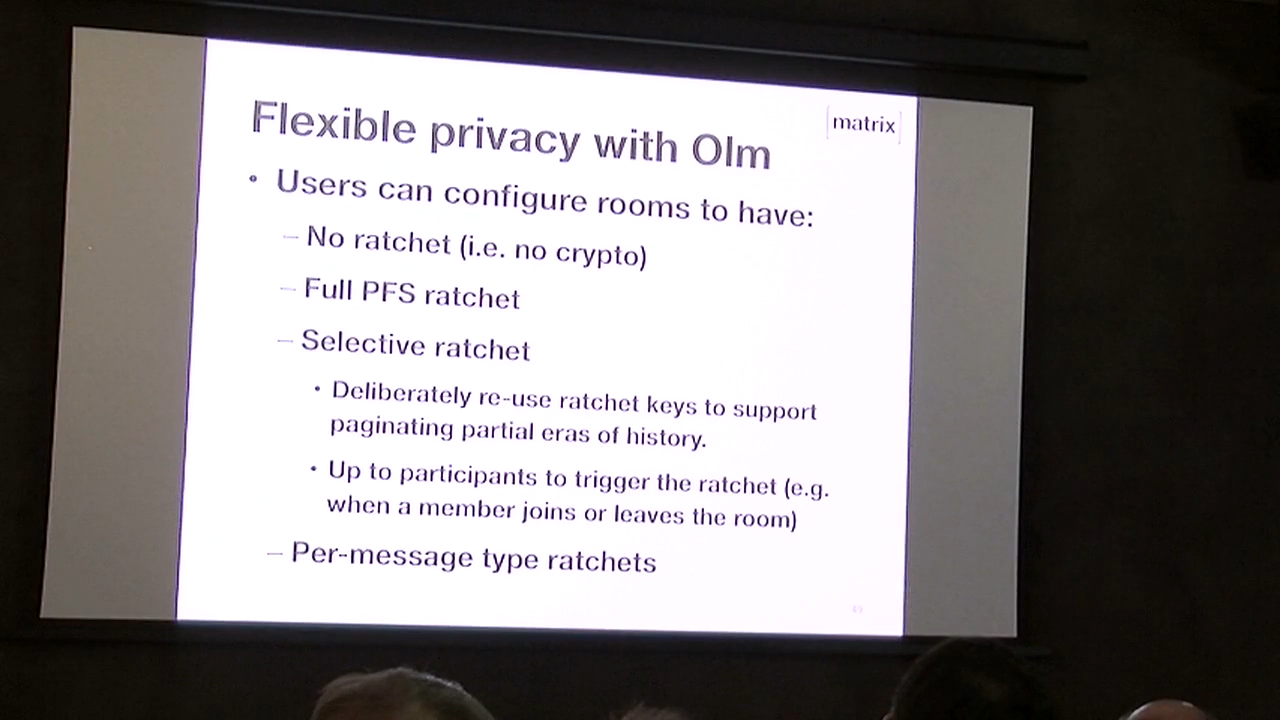 [matrix]
Flexible privacy with Olm
• Users can configure rooms to have:
– No ratchet (i.e. no crypto)
– Full PFS ratchet
– Selective ratchet
• Deliberately re-use ratchet keys to support
paginating partial eras of history.
• Up to participants to trigger the ratchet (e.g.
when a member joins or leaves the room)
– Per-message type ratchets